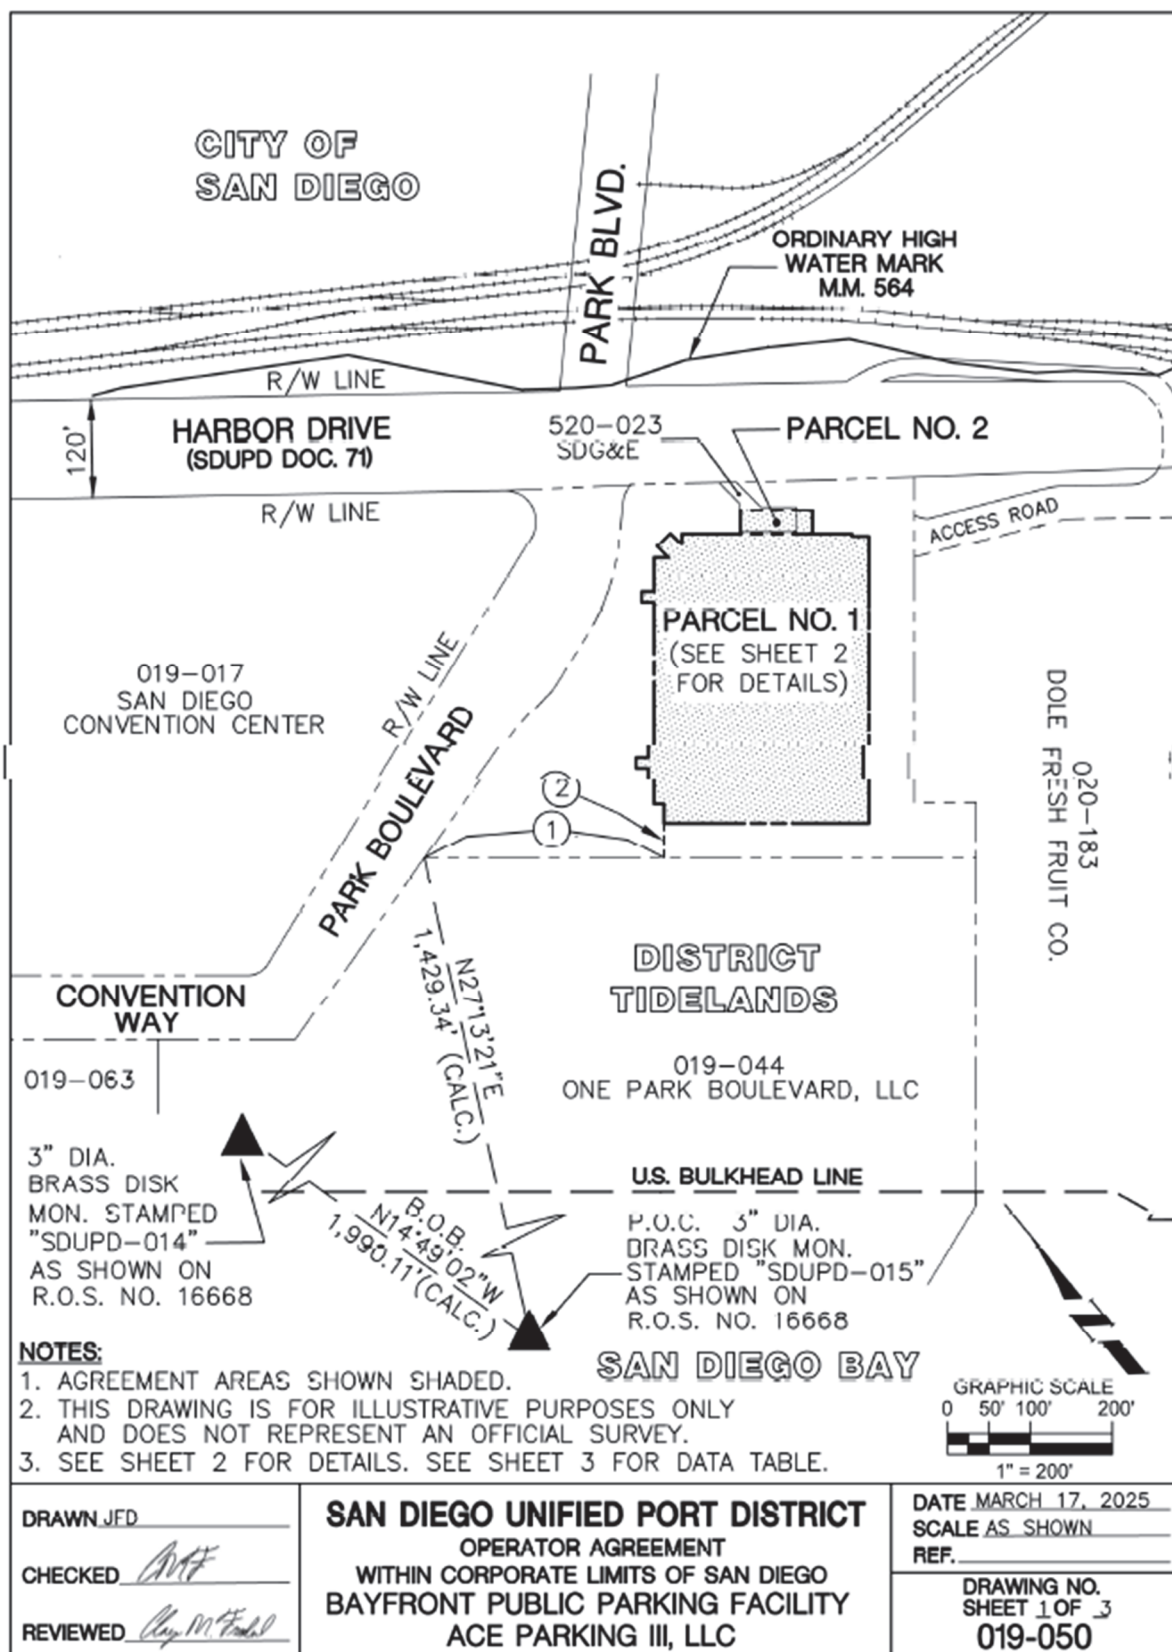 CITY OF
SAN DIEGO
PARK BLVD.
ORDINARY HIGH
WATER MARK
M.M. 564
R/W LINE
120'
HARBOR DRIVE
(SDUPD DOC. 71)
520-023
SDG&E
PARCEL NO. 2
R/W LINE
ACCESS ROAD
PARCEL NO. 1
(SEE SHEET 2
FOR DETAILS)
019-017
SAN DIEGO
CONVENTION CENTER
R/W LINE
PARK BOULEVARD
020-183
DOLE FRESH FRUIT CO.
2
1
CONVENTION
WAY
N27°13'21"E
1,429.34' (CALC.)
DISTRICT
TIDELANDS
019-063
019-044
ONE PARK BOULEVARD, LLC
3" DIA.
BRASS DISK
MON. STAMPED
"SDUPD-014"
AS SHOWN ON
R.O.S. NO. 16668
U.S. BULKHEAD LINE
B.O.B.
N14°49'02"W
1,990.11'(CALC.)
P.O.C. 3" DIA.
BRASS DISK MON.
STAMPED "SDUPD-015"
AS SHOWN ON
R.O.S. NO. 16668
SAN DIEGO BAY
NOTES:
1. AGREEMENT AREAS SHOWN SHADED.
2. THIS DRAWING IS FOR ILLUSTRATIVE PURPOSES ONLY
AND DOES NOT REPRESENT AN OFFICIAL SURVEY.
3. SEE SHEET 2 FOR DETAILS. SEE SHEET 3 FOR DATA TABLE.
GRAPHIC SCALE
0 50' 100' 200'
1" = 200'
DRAWN JFD
CHECKED
REVIEWED
SAN DIEGO UNIFIED PORT DISTRICT
OPERATOR AGREEMENT
WITHIN CORPORATE LIMITS OF SAN DIEGO
BAYFRONT PUBLIC PARKING FACILITY
ACE PARKING III, LLC
DATE MARCH 17, 2025
SCALE AS SHOWN
REF.
DRAWING NO.
SHEET 1 OF 3
019-050